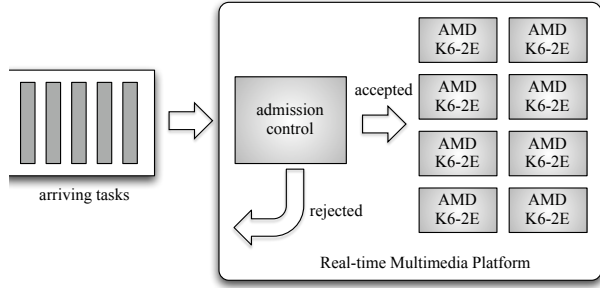 arriving tasks
admission
control
accepted
rejected
AMD
K6-2E
AMD
K6-2E
AMD
K6-2E
AMD
K6-2E
AMD
K6-2E
AMD
K6-2E
AMD
K6-2E
AMD
K6-2E
Real-time Multimedia Platform